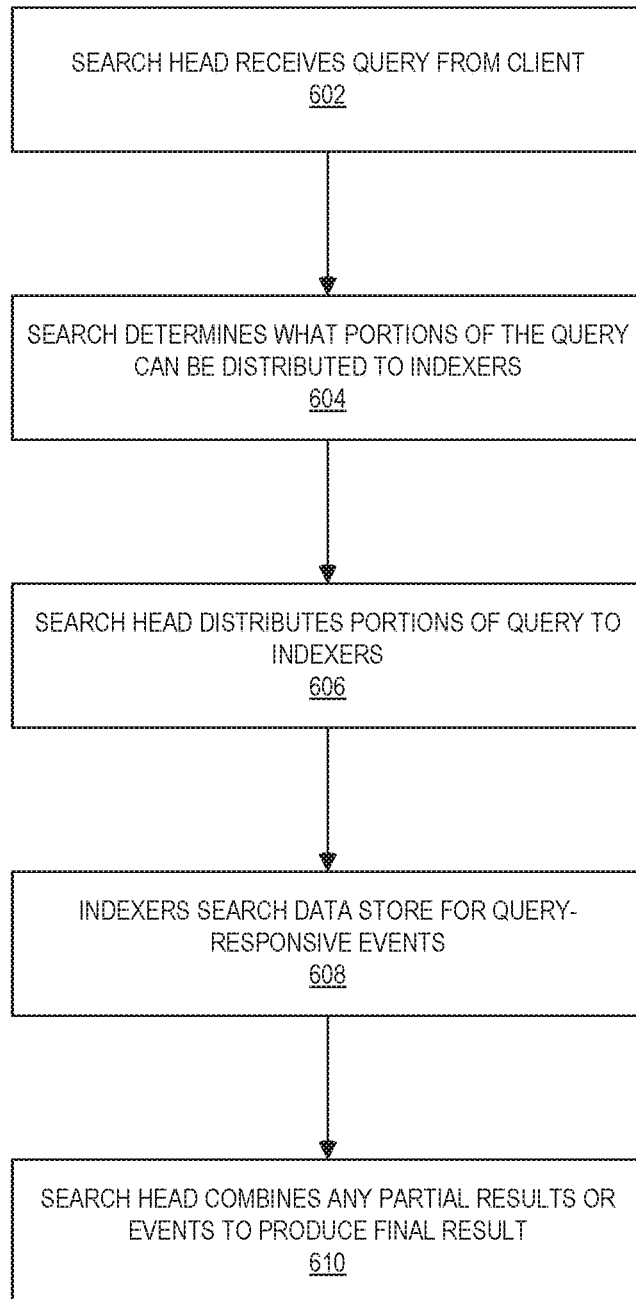 SEARCH HEAD RECEIVES QUERY FROM CLIENT
602
SEARCH DETERMINES WHAT PORTIONS OF THE QUERY
CAN BE DISTRIBUTED TO INDEXERS
604
SEARCH HEAD DISTRIBUTES PORTIONS OF QUERY TO
INDEXERS
606
INDEXERS SEARCH DATA STORE FOR QUERY-
RESPONSIVE EVENTS
608
SEARCH HEAD COMBINES ANY PARTIAL RESULTS OR
EVENTS TO PRODUCE FINAL RESULT
610